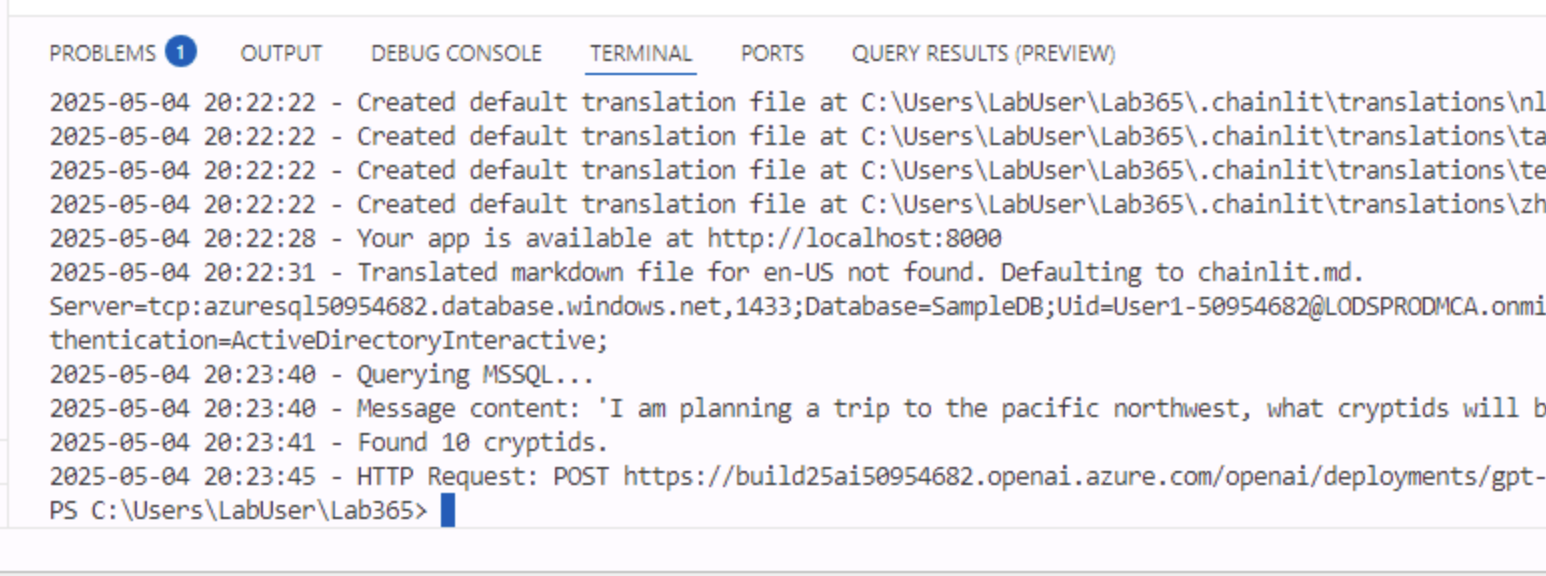 PROBLEMS 1 OUTPUT DEBUG CONSOLE TERMINAL PORTS QUERY RESULTS (PREVIEW)
2025-05-04 20:22:22 - Created default translation file at C:\Users\LabUser\Lab365\.chainlit\translations\nl
2025-05-04 20:22:22 - Created default translation file at C:\Users\LabUser\Lab365\.chainlit\translations\ta
2025-05-04 20:22:22 - Created default translation file at C:\Users\LabUser\Lab365\.chainlit\translations\te
2025-05-04 20:22:22 - Created default translation file at C:\Users\LabUser\Lab365\.chainlit\translations\zh
2025-05-04 20:22:28 - Your app is available at http://localhost:8000
2025-05-04 20:22:31 - Translated markdown file for en-US not found. Defaulting to chainlit.md.
Server=tcp:azuresql50954682.database.windows.net,1433;Database=SampleDB;Uid=User1-50954682@LODSPRODMCA.onmi
thentication=ActiveDirectoryInteractive;
2025-05-04 20:23:40 - Querying MSSQL...
2025-05-04 20:23:40 - Message content: 'I am planning a trip to the pacific northwest, what cryptids will b
2025-05-04 20:23:41 - Found 10 cryptids.
2025-05-04 20:23:45 - HTTP Request: POST https://build25ai50954682.openai.azure.com/openai/deployments/gpt-
PS C:\Users\LabUser\Lab365>